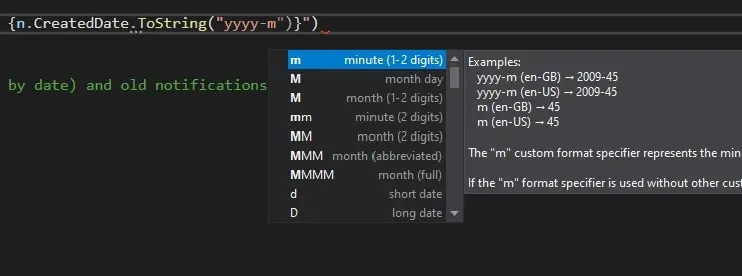 {n.CreatedDate.ToString("yyyy-m")}")
by date) and old notifications
m minute (1-2 digits)
M month day
M month (1-2 digits)
mm minute (2 digits)
MM month (2 digits)
MMM month (abbreviated)
MMMM month (full)
d short date
D long date
Examples:
yyyy-m (en-GB) → 2009-45
yyyy-m (en-US) → 2009-45
m (en-GB) → 45
m (en-US) → 45
The "m" custom format specifier represents the min
If the "m" format specifier is used without other cust